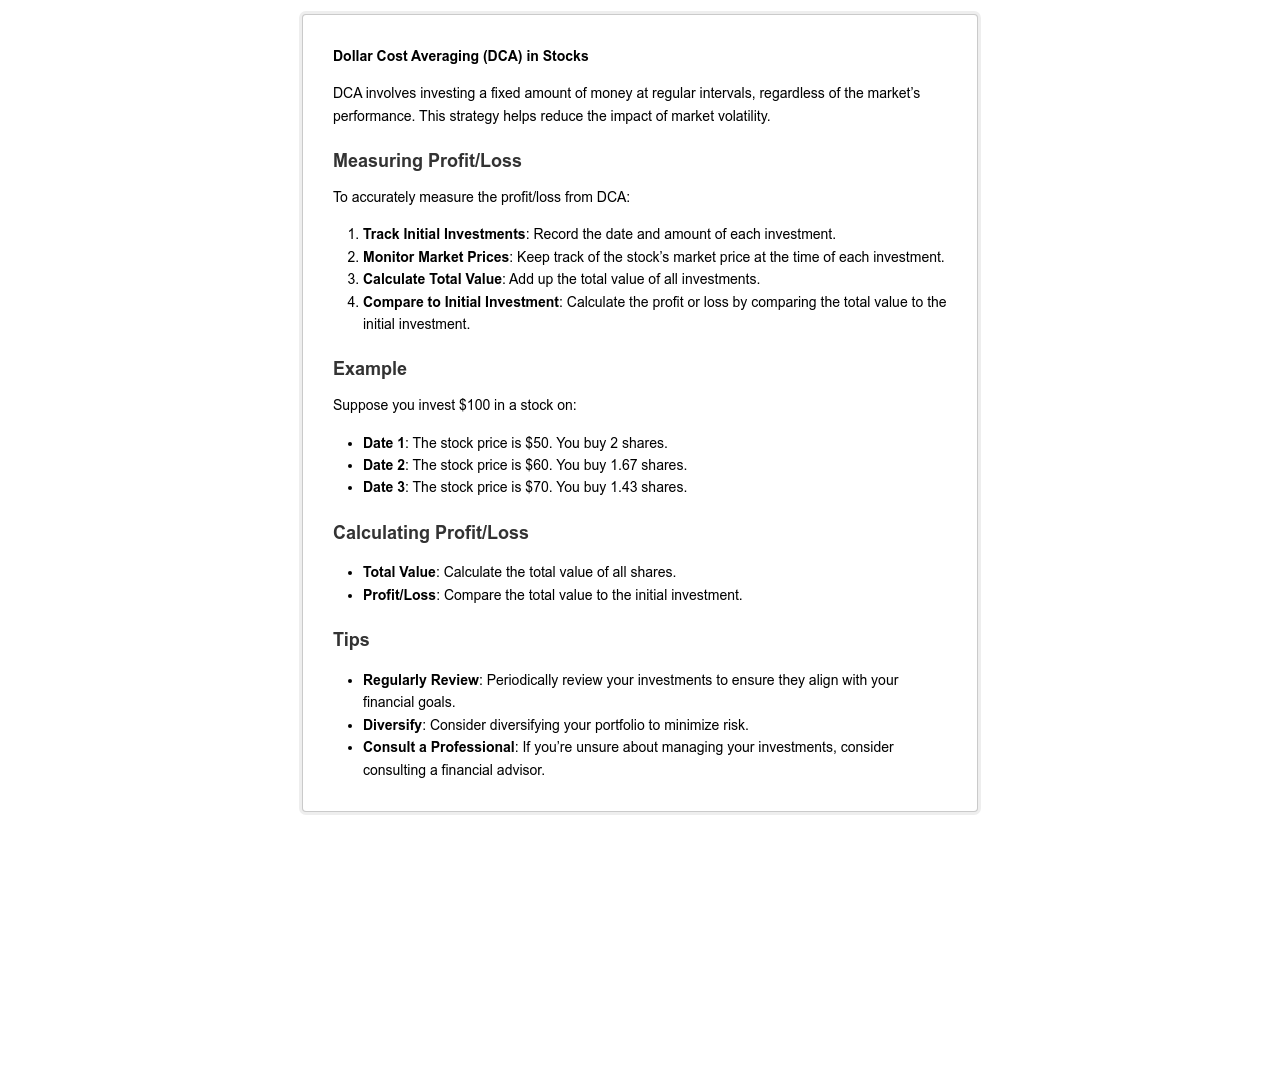 Dollar Cost Averaging (DCA) in Stocks
DCA involves investing a fixed amount of money at regular intervals, regardless of the market’s
performance. This strategy helps reduce the impact of market volatility.
Measuring Profit/Loss
To accurately measure the profit/loss from DCA:
1. Track Initial Investments: Record the date and amount of each investment.
2. Monitor Market Prices: Keep track of the stock’s market price at the time of each investment.
3. Calculate Total Value: Add up the total value of all investments.
4. Compare to Initial Investment: Calculate the profit or loss by comparing the total value to the
initial investment.
Example
Suppose you invest $100 in a stock on:
• Date 1: The stock price is $50. You buy 2 shares.
• Date 2: The stock price is $60. You buy 1.67 shares.
• Date 3: The stock price is $70. You buy 1.43 shares.
Calculating Profit/Loss
• Total Value: Calculate the total value of all shares.
• Profit/Loss: Compare the total value to the initial investment.
Tips
• Regularly Review: Periodically review your investments to ensure they align with your
financial goals.
• Diversify: Consider diversifying your portfolio to minimize risk.
• Consult a Professional: If you’re unsure about managing your investments, consider
consulting a financial advisor.